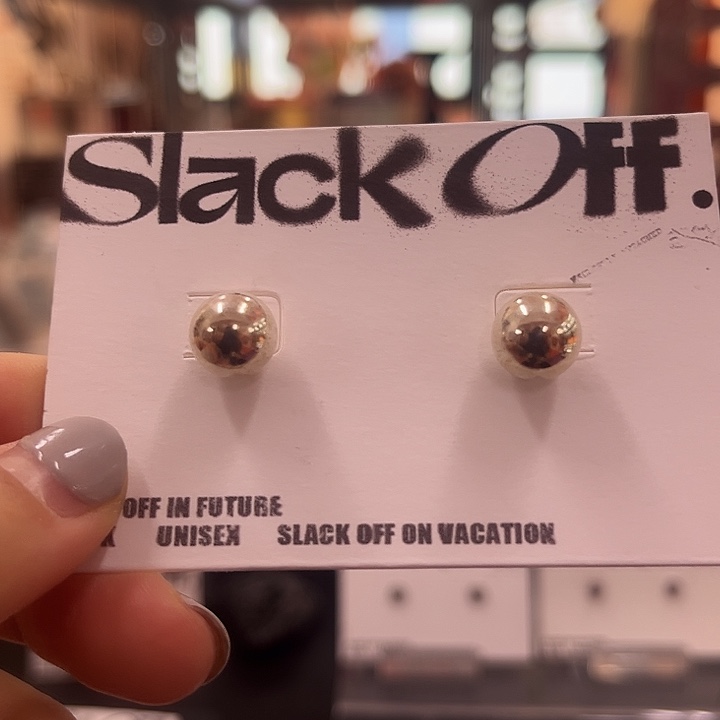 Slack Off.
OFF IN FUTURE
UNISEX SLACK OFF ON VACATION